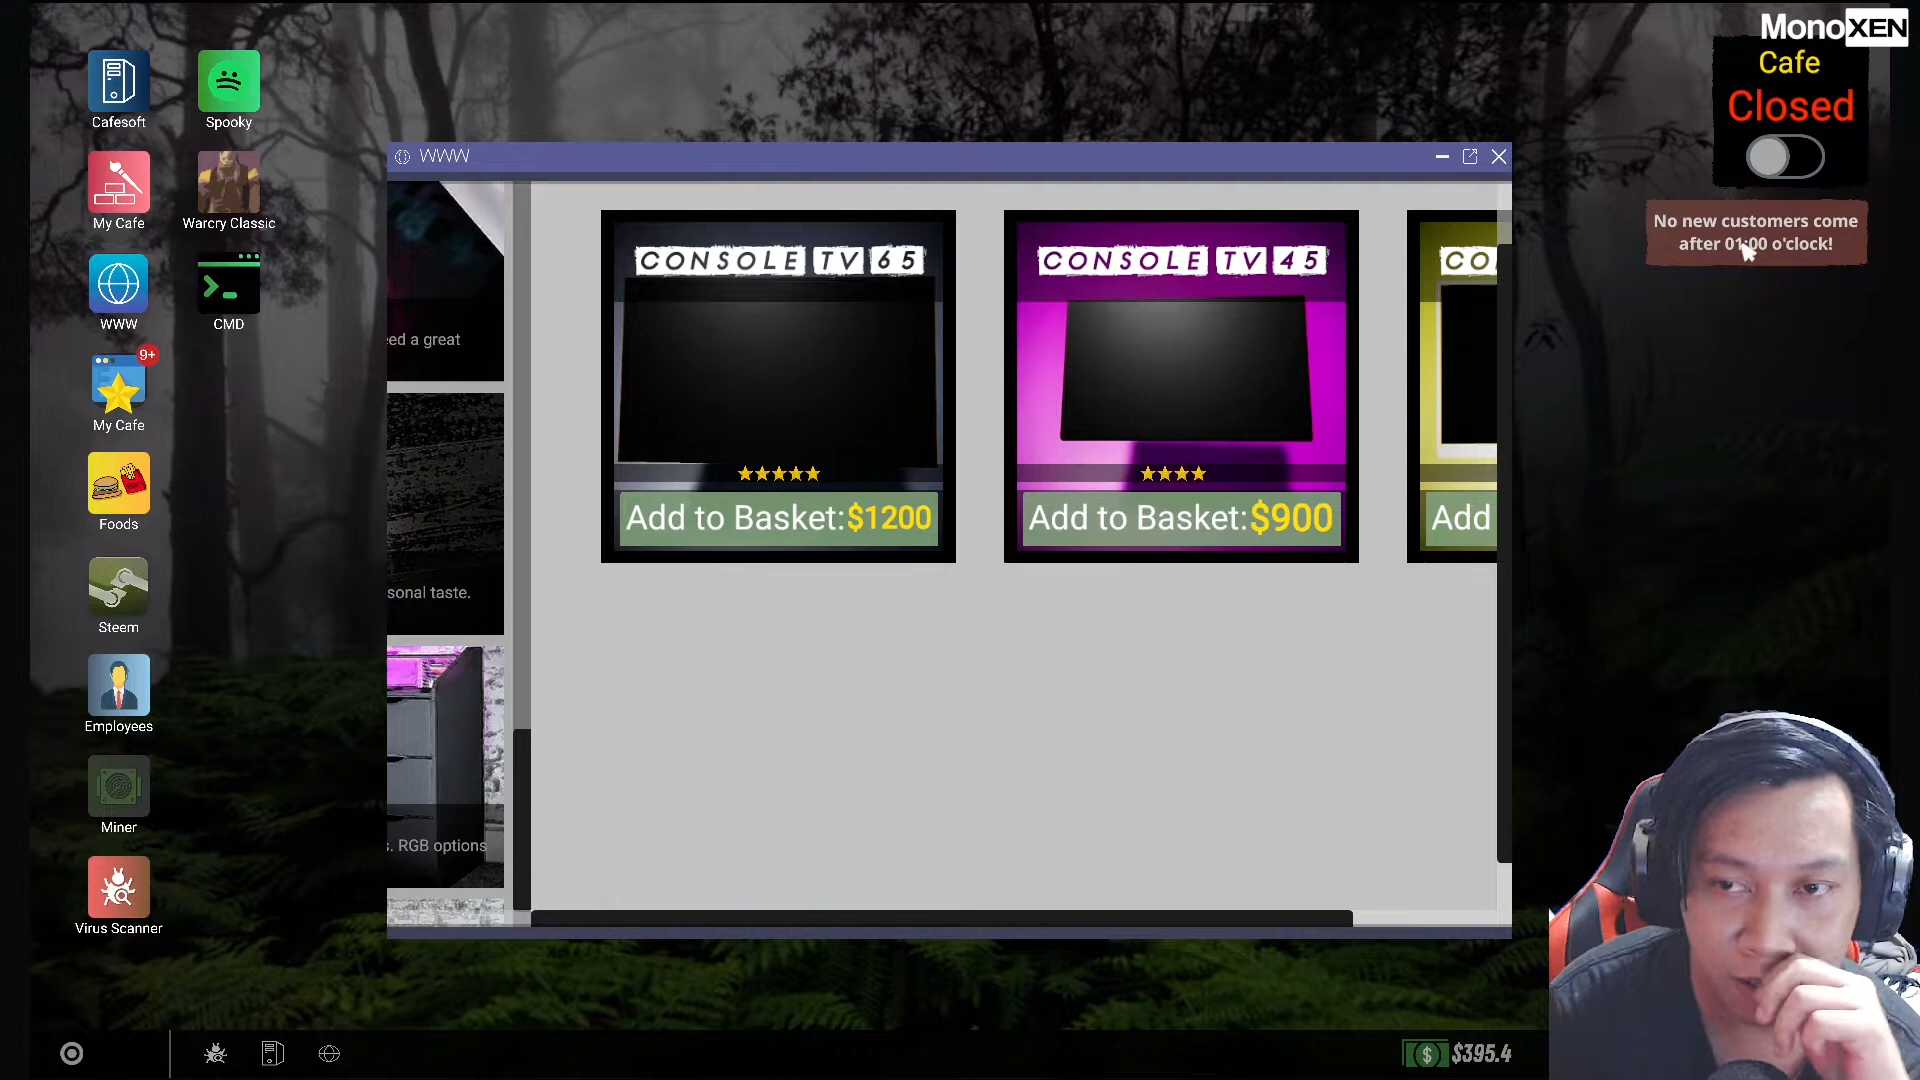 MonoXEN
Cafe
Closed
No new customers come
after 01:00 o'clock!
Cafesoft
Spooky
My Cafe
Warcry Classic
WWW
CMD
9+
My Cafe
Foods
Steem
Employees
Miner
Virus Scanner
WWW
eed a great
sonal taste.
s. RGB options
CONSOLE TV 65
Add to Basket:$1200
CONSOLE TV 45
Add to Basket:$900
CO
Add
$395.4